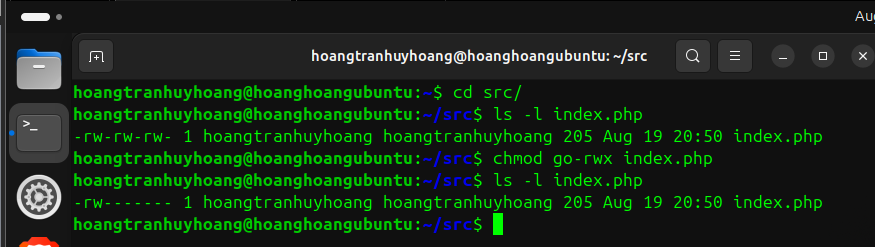 Aug
hoangtranhuyhoang@hoanghoangubuntu: ~/src
hoangtranhuyhoang@hoanghoangubuntu:~$ cd src/
hoangtranhuyhoang@hoanghoangubuntu:~/src$ ls -l index.php
-rw-rw-rw- 1 hoangtranhuyhoang hoangtranhuyhoang 205 Aug 19 20:50 index.php
hoangtranhuyhoang@hoanghoangubuntu:~/src$ chmod go-rwx index.php
hoangtranhuyhoang@hoanghoangubuntu:~/src$ ls -l index.php
-rw------- 1 hoangtranhuyhoang hoangtranhuyhoang 205 Aug 19 20:50 index.php
hoangtranhuyhoang@hoanghoangubuntu:~/src$